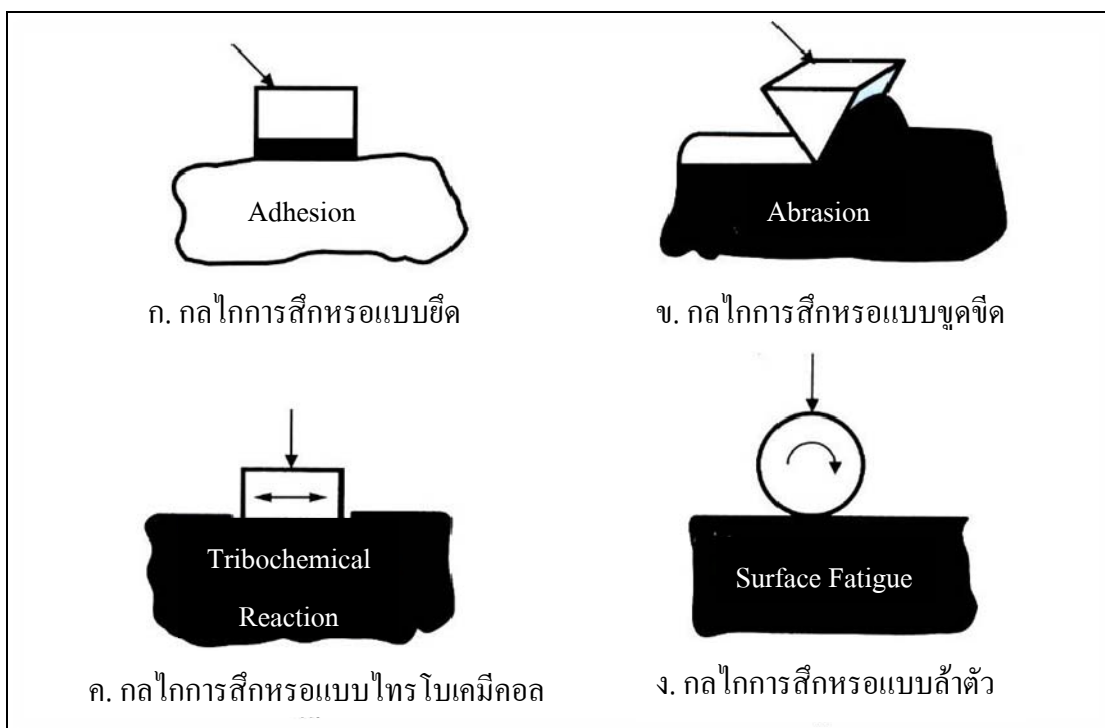 Adhesion
Abrasion
ก. กลไกการสึกหรอแบบยึด
ข. กลไกการสึกหรอแบบขูดขีด
Tribochemical
Reaction
Surface Fatigue
ค. กลไกการสึกหรอแบบไทรโบเคมีคอล
ง. กลไกการสึกหรอแบบล้าตัว